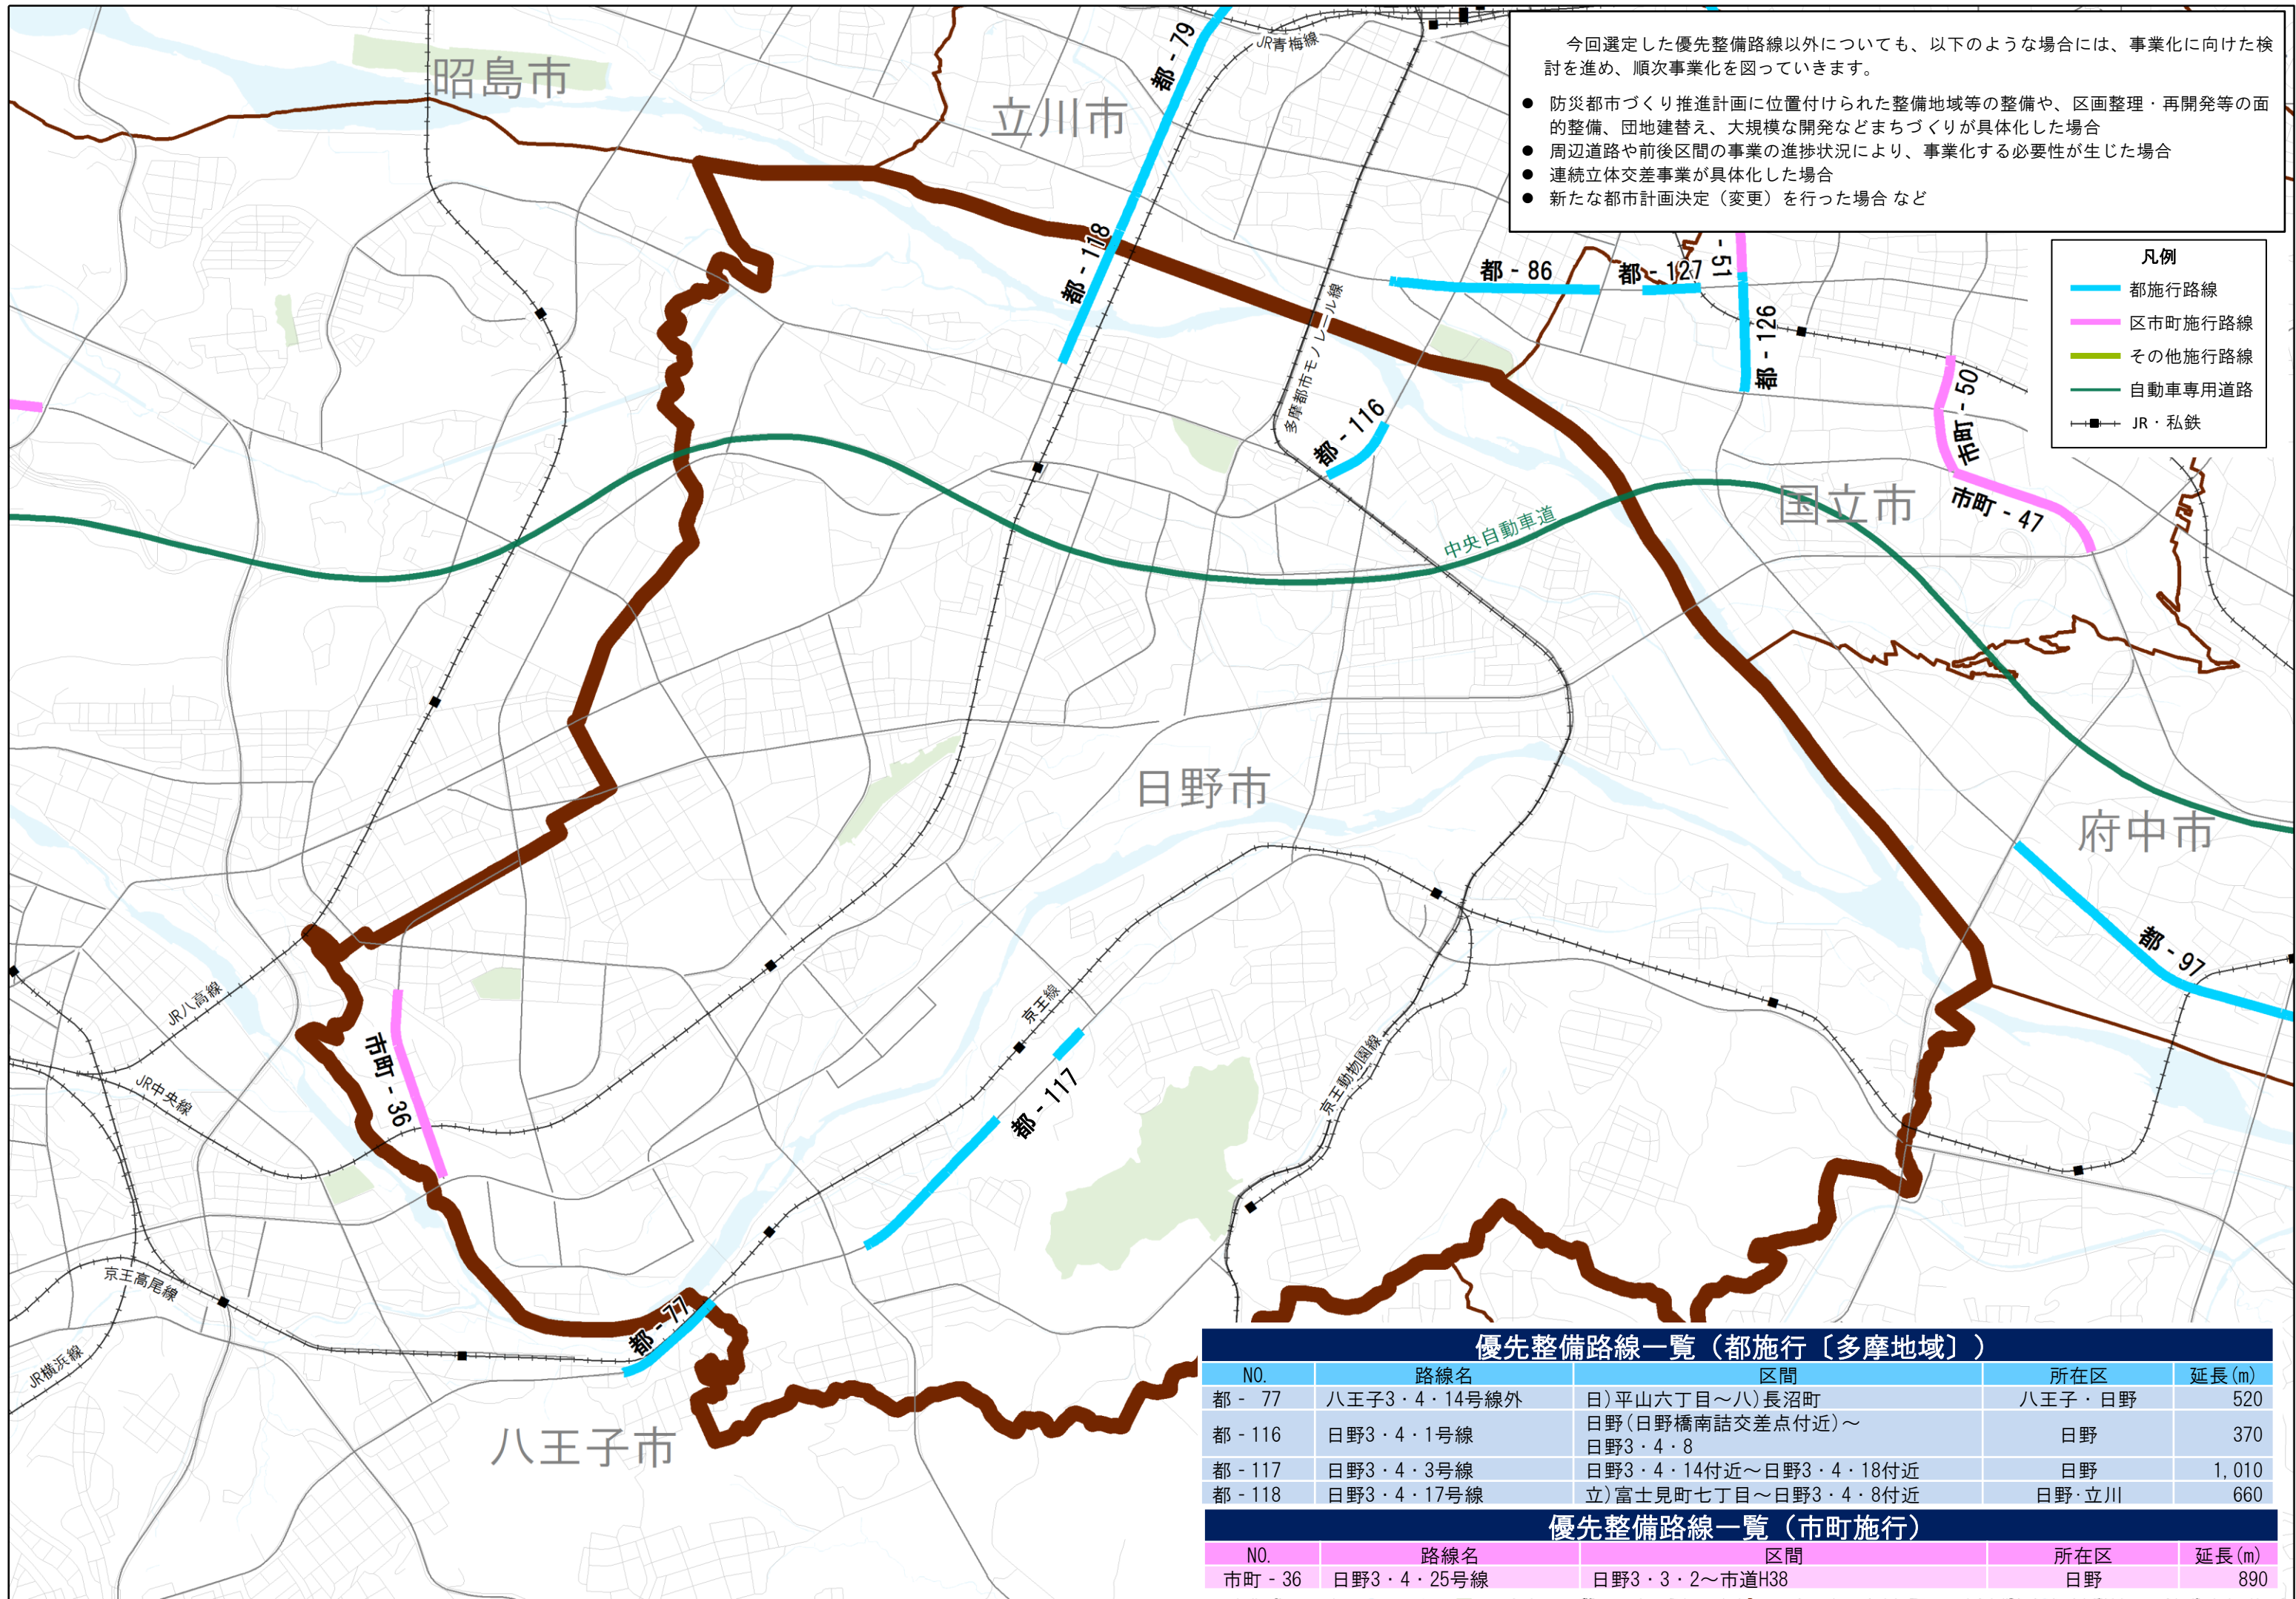 今回選定した優先整備路線以外についても、以下のような場合には、事業化に向けた検
討を進め、順次事業化を図っていきます。
● 防災都市づくり推進計画に位置付けられた整備地域等の整備や、区画整理・再開発等の面
的整備、団地建替え、大規模な開発などまちづくりが具体化した場合
● 周辺道路や前後区間の事業の進捗状況により、事業化する必要性が生じた場合
● 連続立体交差事業が具体化した場合
● 新たな都市計画決定（変更）を行った場合 など
凡例
都施行路線
区市町施行路線
その他施行路線
自動車専用道路
JR・私鉄
昭島市
立川市
都 - 79
JR青梅線
都 - 118
都 - 86
都 - 127
- 51
都 - 126
多摩都市モノレール線
都 - 116
市町 - 50
市町 - 47
国立市
中央自動車道
日野市
府中市
都 - 97
JR八高線
市町 - 36
JR中央線
京王線
都 - 117
京王動物園線
京王高尾線
都 - 77
JR横浜線
八王子市
優先整備路線一覧（都施行〔多摩地域〕）
NO. 路線名 区間 所在区 延長(m)
都 - 77 八王子3・4・14号線外 日)平山六丁目～八)長沼町 八王子・日野 520
都 - 116 日野3・4・1号線 日野(日野橋南詰交差点付近)～
日野3・4・8 日野 370
都 - 117 日野3・4・3号線 日野3・4・14付近～日野3・4・18付近 日野 1,010
都 - 118 日野3・4・17号線 立)富士見町七丁目～日野3・4・8付近 日野・立川 660
優先整備路線一覧（市町施行）
NO. 路線名 区間 所在区 延長(m)
市町 - 36 日野3・4・25号線 日野3・3・2～市道H38 日野 890